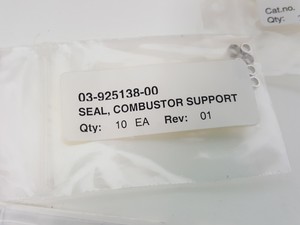 Cat.no.
Qty:
03-925138-00
SEAL, COMBUSTOR SUPPORT
Qty: 10 EA Rev: 01